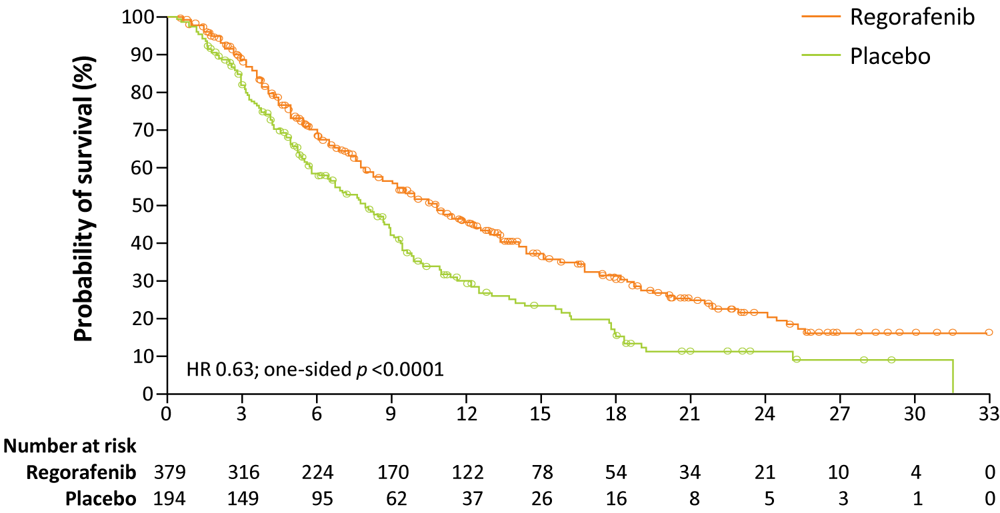 Regorafenib
Placebo
Probability of survival (%)
100
90
80
70
60
50
40
30
20
10
0
HR 0.63; one-sided p <0.0001
0 3 6 9 12 15 18 21 24 27 30 33
Number at risk
Regorafenib 379 316 224 170 122 78 54 34 21 10 4 0
Placebo 194 149 95 62 37 26 16 8 5 3 1 0